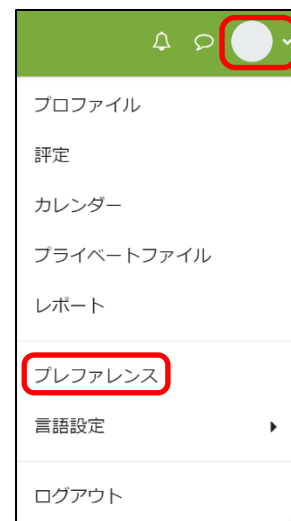 プロファイル
評定
カレンダー
プライベートファイル
レポート
プレファレンス
言語設定
ログアウト